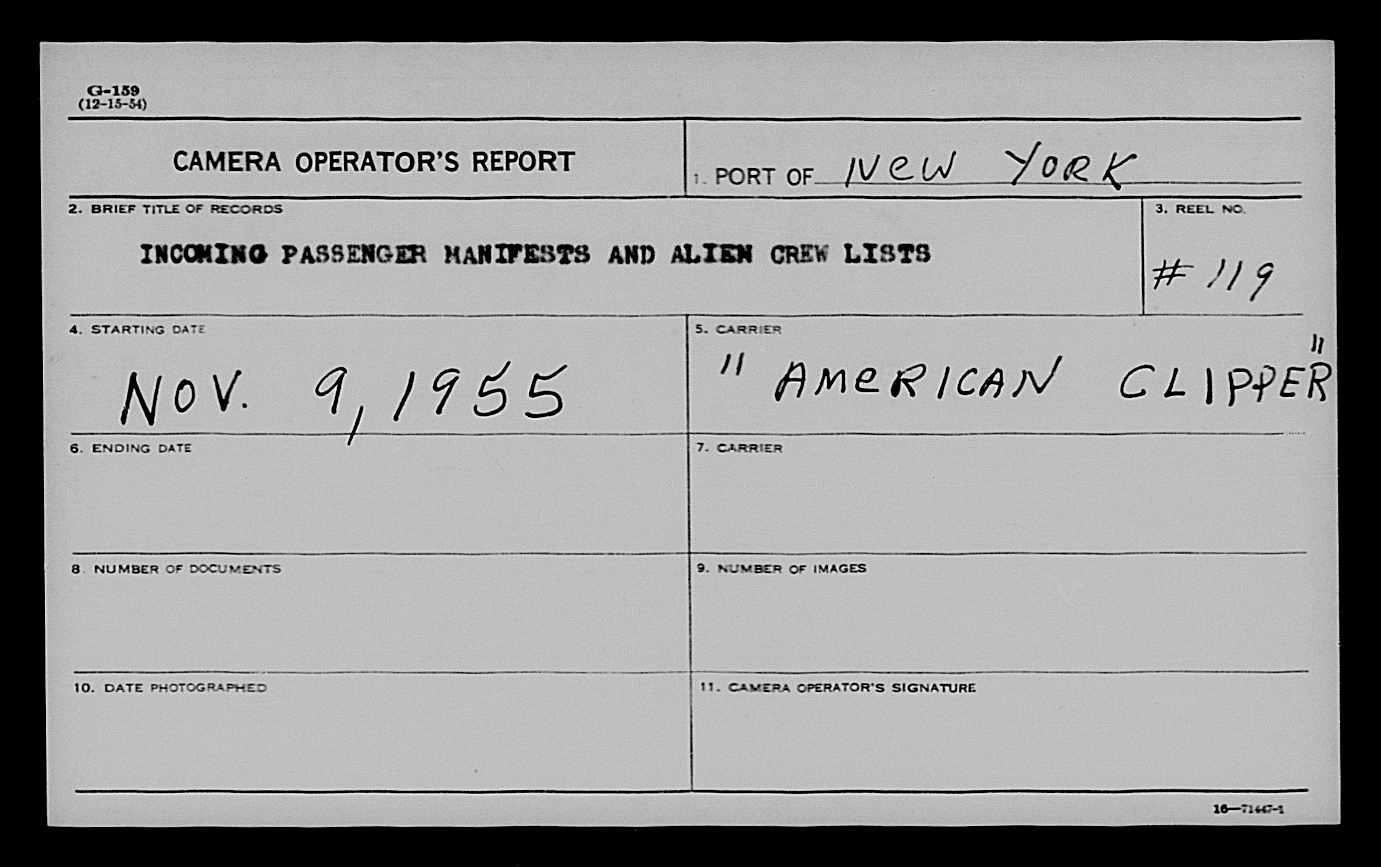 G-159
(12-15-54)
CAMERA OPERATOR'S REPORT
1. PORT OF New YORK
2. BRIEF TITLE OF RECORDS
3. REEL NO.
INCOMING PASSENGER MANIFESTS AND ALIEN CREW LISTS
# 119
4. STARTING DATE
5. CARRIER
NOV. 9, 1955
" AMeRICAN CLIPPER "
6. ENDING DATE
7. CARRIER
8. NUMBER OF DOCUMENTS
9. NUMBER OF IMAGES
10. DATE PHOTOGRAPHED
11. CAMERA OPERATOR'S SIGNATURE
16—71447-1